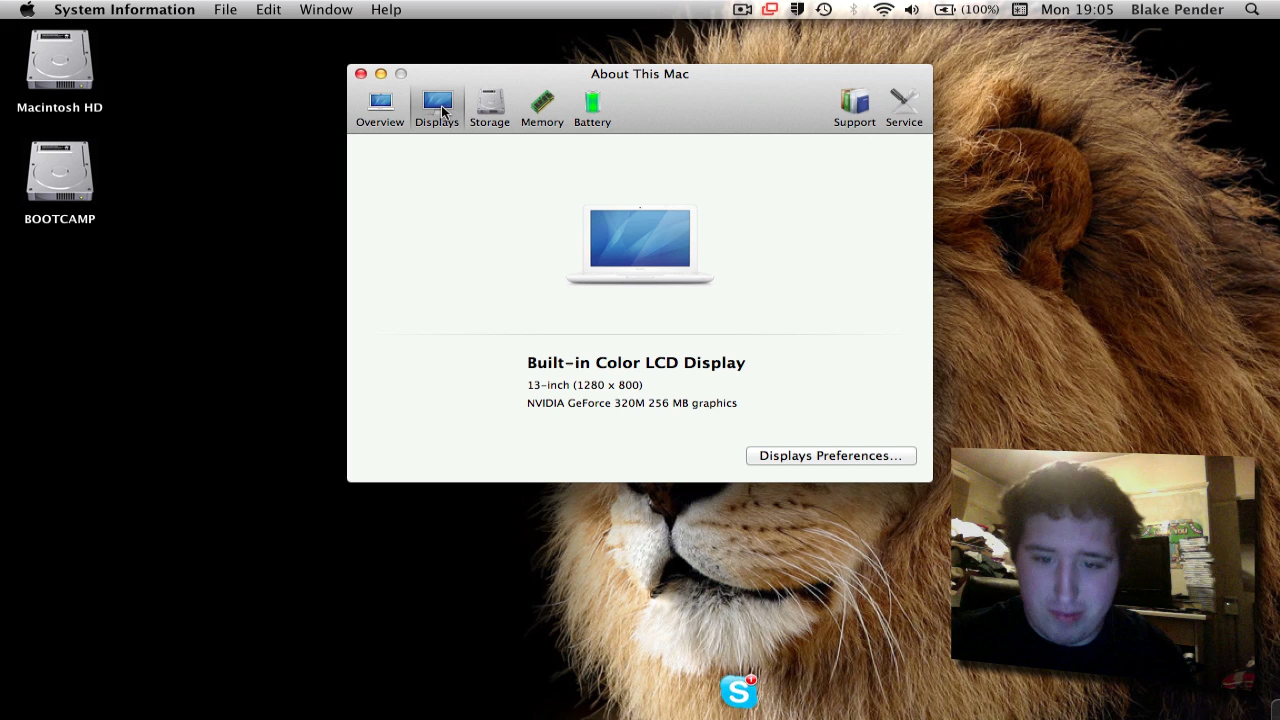 System Information File Edit Window Help (100%) Mon 19:05 Blake Pender
Macintosh HD
BOOTCAMP
About This Mac
Overview Displays Storage Memory Battery Support Service
Built-in Color LCD Display
13-inch (1280 x 800)
NVIDIA GeForce 320M 256 MB graphics
Displays Preferences...
S